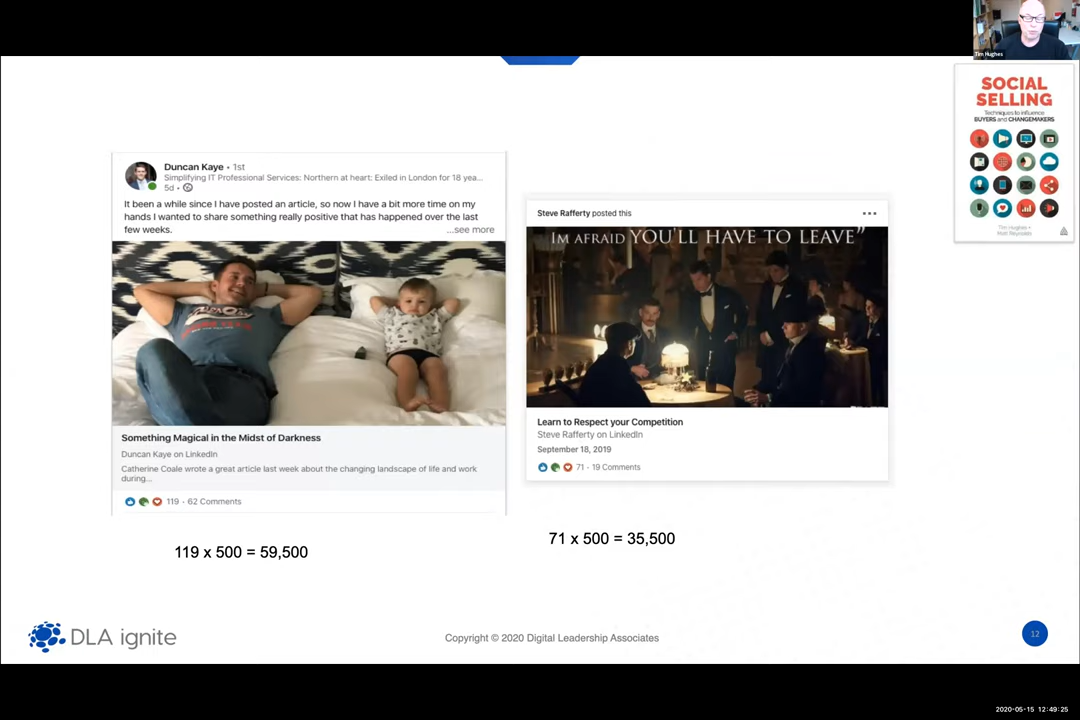 Tim Hughes
SOCIAL
SELLING
Techniques to influence
BUYERS and CHANGEMAKERS
Tim Hughes +
Matt Reynolds
Duncan Kaye • 1st
Simplifying IT Professional Services: Northern at heart: Exiled in London for 18 yea...
5d •
It been a while since I have posted an article, so now I have a bit more time on my
hands I wanted to share something really positive that has happened over the last
few weeks.
...see more
Something Magical in the Midst of Darkness
Duncan Kaye on LinkedIn
Catherine Coale wrote a great article last week about the changing landscape of life and work
during...
119 · 62 Comments
119 x 500 = 59,500
Steve Rafferty posted this
IM AFRAID YOU'LL HAVE TO LEAVE”
Learn to Respect your Competition
Steve Rafferty on LinkedIn
September 18, 2019
71 · 19 Comments
71 x 500 = 35,500
DLA ignite
Copyright © 2020 Digital Leadership Associates
12
2020-05-15 12:49:25